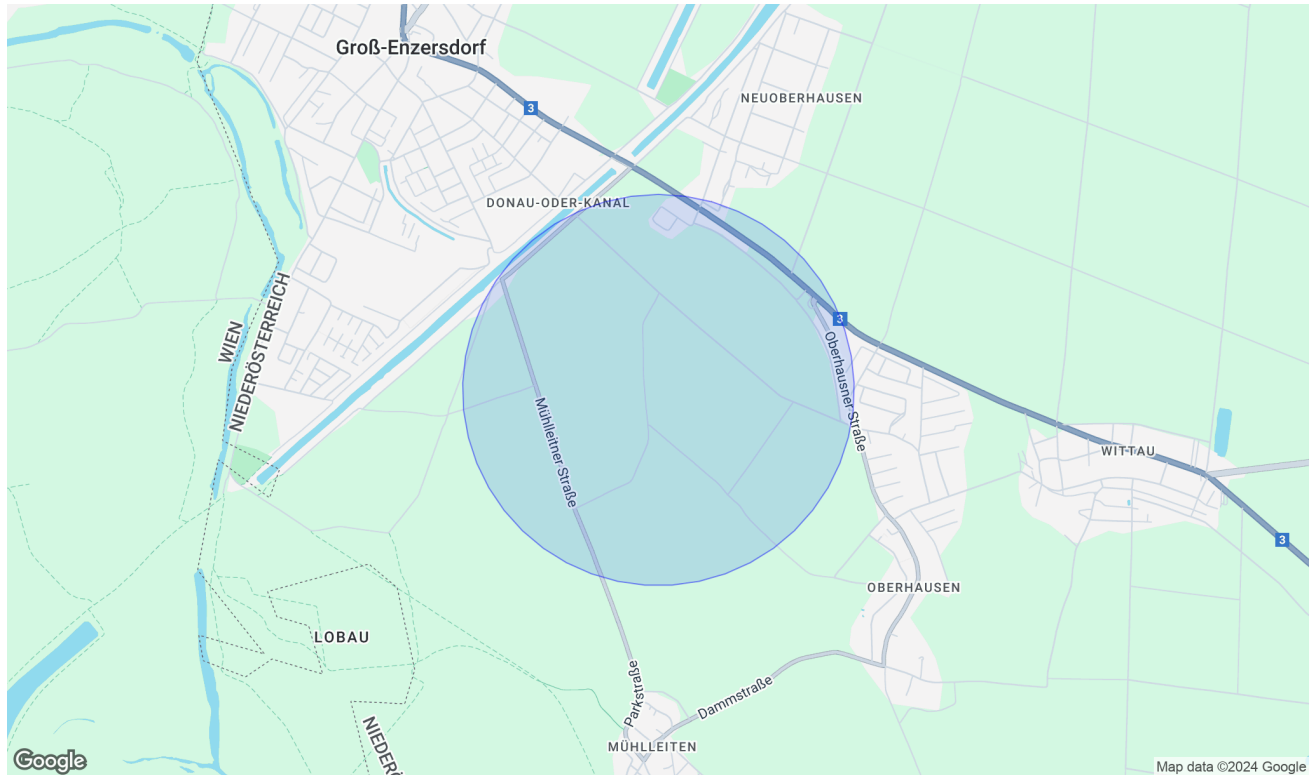 Groß-Enzersdorf
3
NEUOBERHAUSEN
DONAU-ODER-KANAL
WIEN
NIEDERÖSTERREICH
3
Oberhausner Straße
Mühlleitner Straße
WITTAU
3
OBERHAUSEN
LOBAU
Parkstraße
Dammstraße
NIEDERÖ
MÜHLLEITEN
Google
Map data ©2024 Google